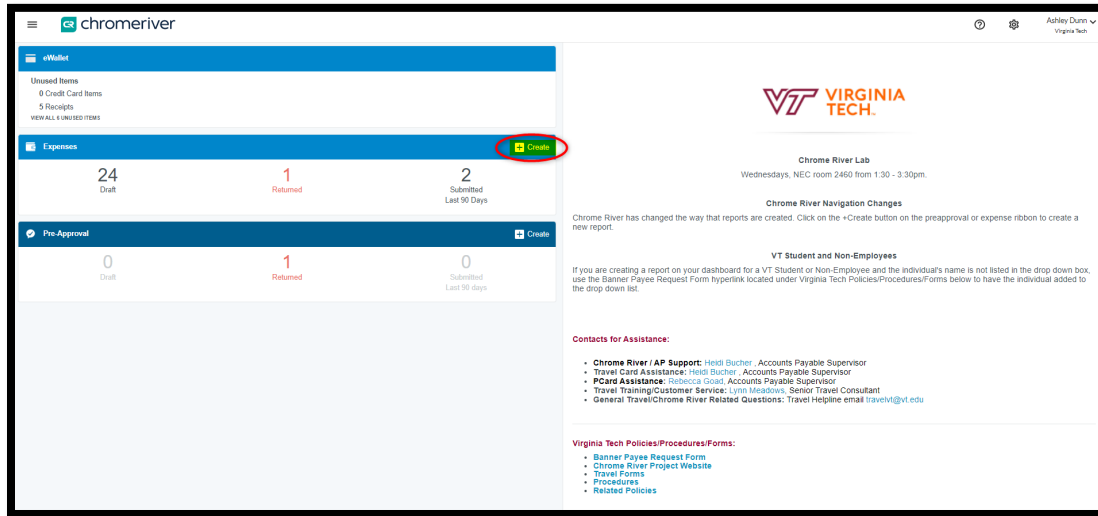 chromeriver
Ashley Dunn
Virginia Tech
eWallet
Unused Items
0 Credit Card Items
5 Receipts
VIEW ALL 6 UNUSED ITEMS
Expenses
Create
24
Draft
1
Returned
2
Submitted
Last 90 Days
Pre-Approval
Create
0
Draft
1
Returned
0
Submitted
Last 90 days
VT VIRGINIA
TECH
Chrome River Lab
Wednesdays, NEC room 2460 from 1:30 - 3:30pm.
Chrome River Navigation Changes
Chrome River has changed the way that reports are created. Click on the +Create button on the preapproval or expense ribbon to create a
new report.
VT Student and Non-Employees
If you are creating a report on your dashboard for a VT Student or Non-Employee and the individual's name is not listed in the drop down box,
use the Banner Payee Request Form hyperlink located under Virginia Tech Policies/Procedures/Forms below to have the individual added to
the drop down list.
Contacts for Assistance:
Chrome River / AP Support: Heidi Bucher , Accounts Payable Supervisor
Travel Card Assistance: Heidi Bucher , Accounts Payable Supervisor
PCard Assistance: Rebecca Goad, Accounts Payable Supervisor
Travel Training/Customer Service: Lynn Meadows, Senior Travel Consultant
General Travel/Chrome River Related Questions: Travel Helpline email travelvt@vt.edu
Virginia Tech Policies/Procedures/Forms:
Banner Payee Request Form
Chrome River Project Website
Travel Forms
Procedures
Related Policies